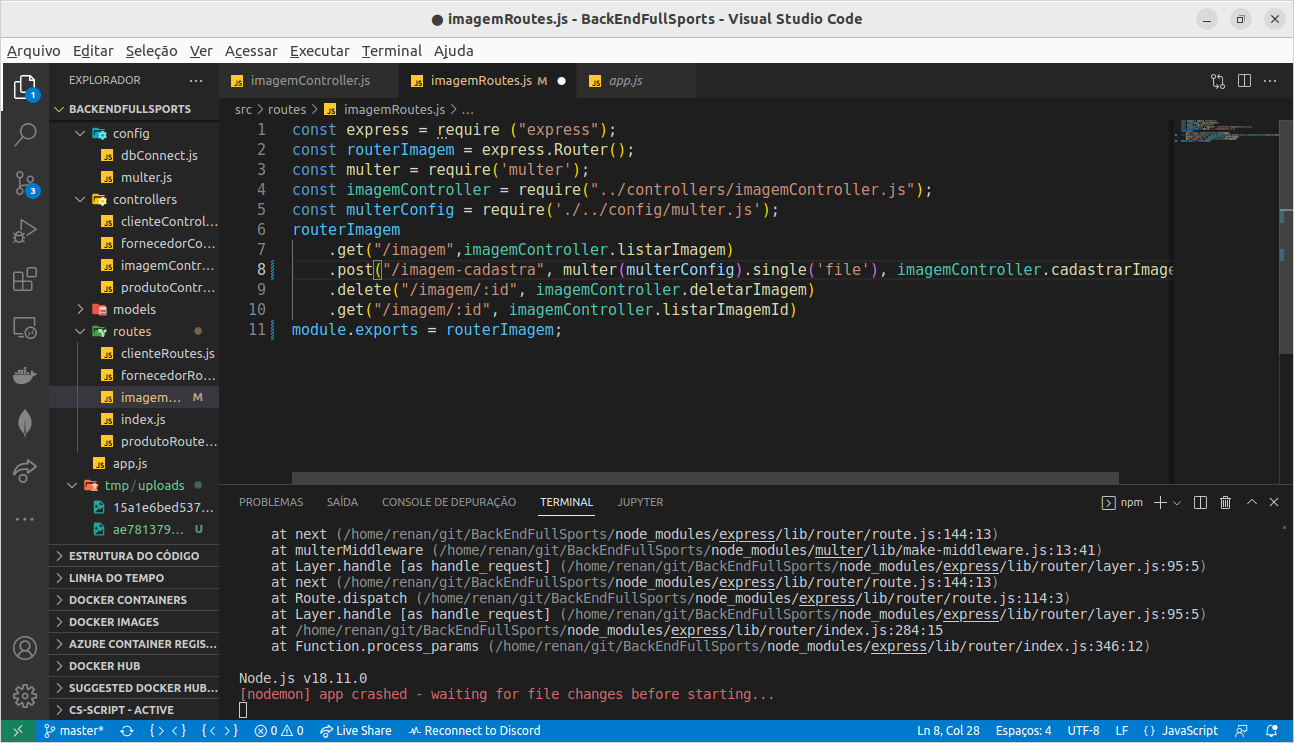 ● imagemRoutes.js - BackEndFullSports - Visual Studio Code
Arquivo Editar Seleção Ver Acessar Executar Terminal Ajuda
EXPLORADOR
imagemController.js
imagemRoutes.js M
app.js
BACKENDFULLSPORTS
config
dbConnect.js
multer.js
controllers
clienteControl...
fornecedorCo...
imagemContr...
produtoContr...
models
routes
clienteRoutes.js
fornecedorRo...
imagem... M
index.js
produtoRoute...
app.js
tmp/uploads
15a1e6bed537...
ae781379... U
ESTRUTURA DO CÓDIGO
LINHA DO TEMPO
DOCKER CONTAINERS
DOCKER IMAGES
AZURE CONTAINER REGIS...
DOCKER HUB
SUGGESTED DOCKER HUB...
CS-SCRIPT - ACTIVE
1
3
src > routes > JS imagemRoutes.js > ...
1 const express = require ("express");
2 const routerImagem = express.Router();
3 const multer = require('multer');
4 const imagemController = require("../controllers/imagemController.js");
5 const multerConfig = require('./../config/multer.js');
6 routerImagem
7 .get("/imagem",imagemController.listarImagem)
8 .post("/imagem-cadastra", multer(multerConfig).single('file'), imagemController.cadastrarImage
9 .delete("/imagem/:id", imagemController.deletarImagem)
10 .get("/imagem/:id", imagemController.listarImagemId)
11 module.exports = routerImagem;
PROBLEMAS SAÍDA CONSOLE DE DEPURAÇÃO TERMINAL JUPYTER
npm
at next (/home/renan/git/BackEndFullSports/node_modules/express/lib/router/route.js:144:13)
at multerMiddleware (/home/renan/git/BackEndFullSports/node_modules/multer/lib/make-middleware.js:13:41)
at Layer.handle [as handle_request] (/home/renan/git/BackEndFullSports/node_modules/express/lib/router/layer.js:95:5)
at next (/home/renan/git/BackEndFullSports/node_modules/express/lib/router/route.js:144:13)
at Route.dispatch (/home/renan/git/BackEndFullSports/node_modules/express/lib/router/route.js:114:3)
at Layer.handle [as handle_request] (/home/renan/git/BackEndFullSports/node_modules/express/lib/router/layer.js:95:5)
at /home/renan/git/BackEndFullSports/node_modules/express/lib/router/index.js:284:15
at Function.process_params (/home/renan/git/BackEndFullSports/node_modules/express/lib/router/index.js:346:12)
Node.js v18.11.0
[nodemon] app crashed - waiting for file changes before starting...
master* {> <} {< >} 0 0 Live Share Reconnect to Discord Ln 8, Col 28 Espaços: 4 UTF-8 LF {} JavaScript